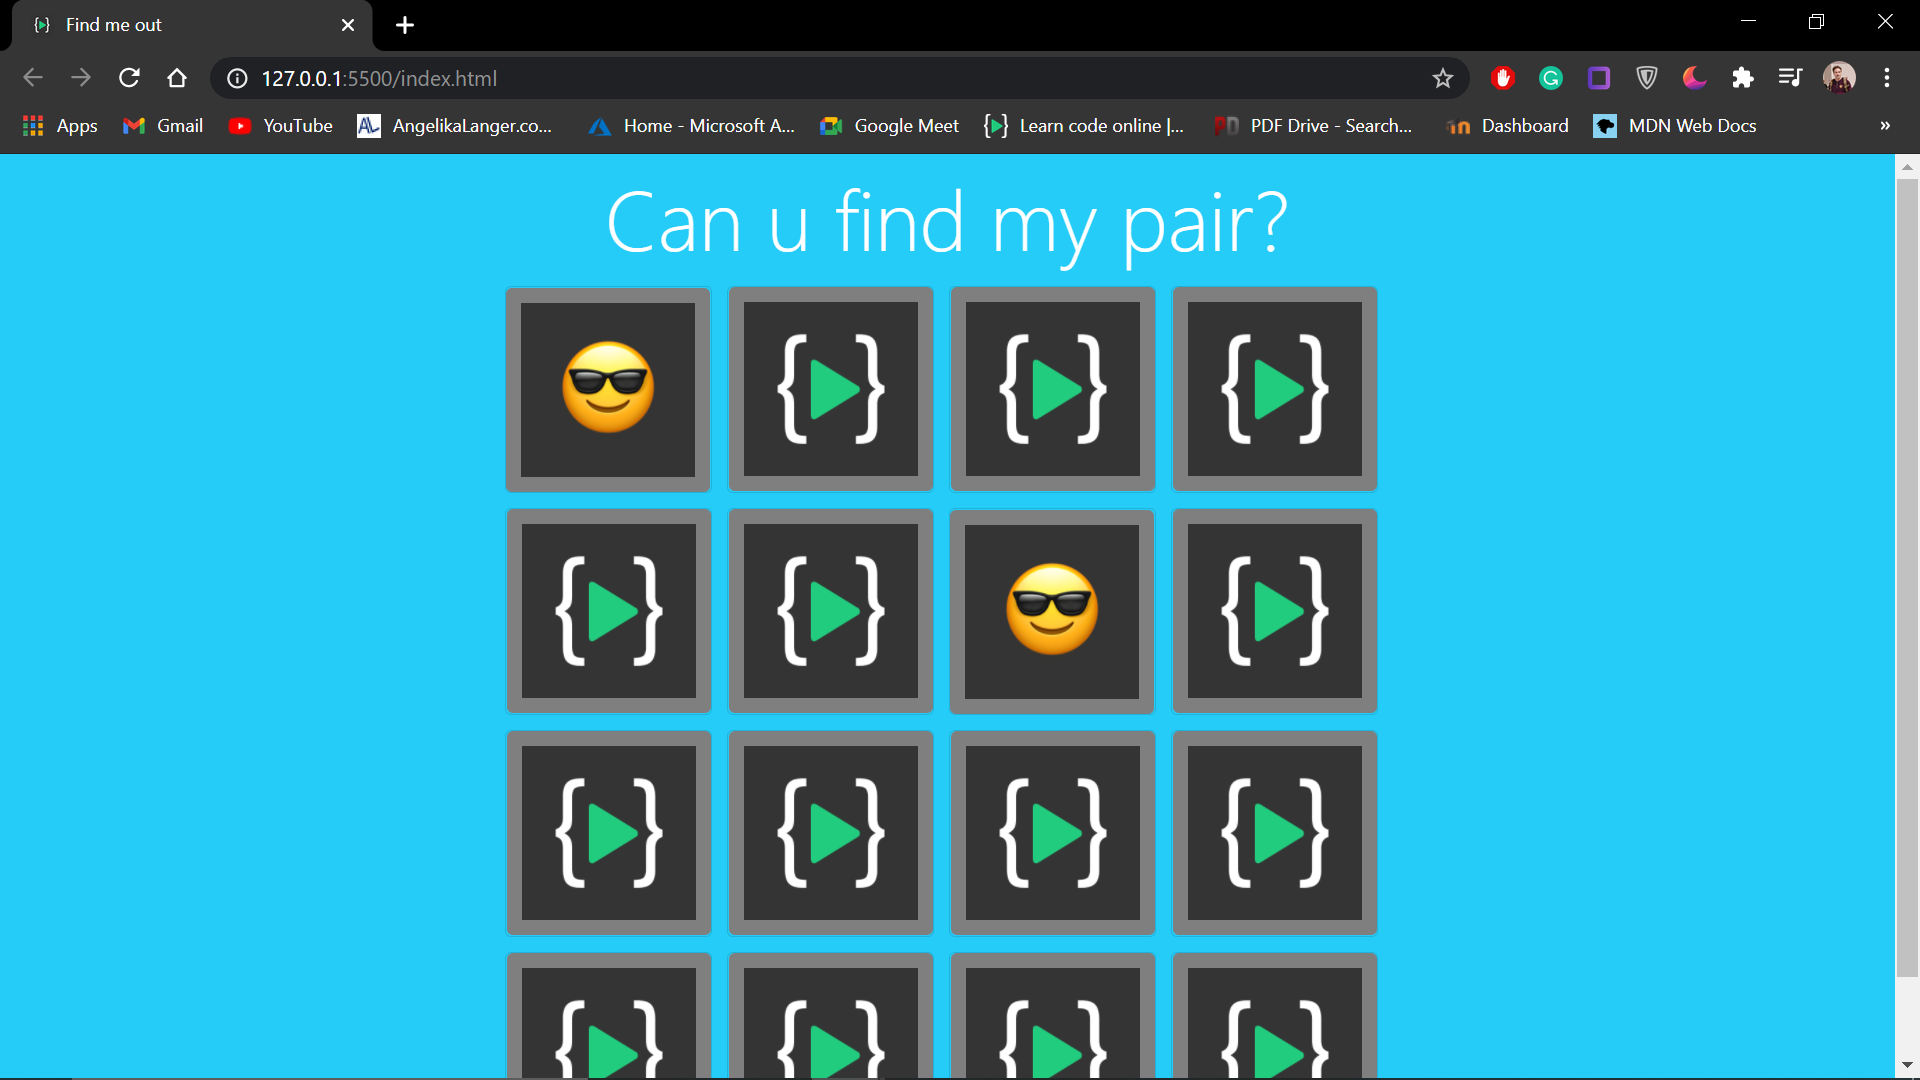 Find me out
127.0.0.1:5500/index.html
Apps
Gmail
YouTube
AngelikaLanger.co...
Home - Microsoft A...
Google Meet
Learn code online |...
PDF Drive - Search...
Dashboard
MDN Web Docs
»
Can u find my pair?